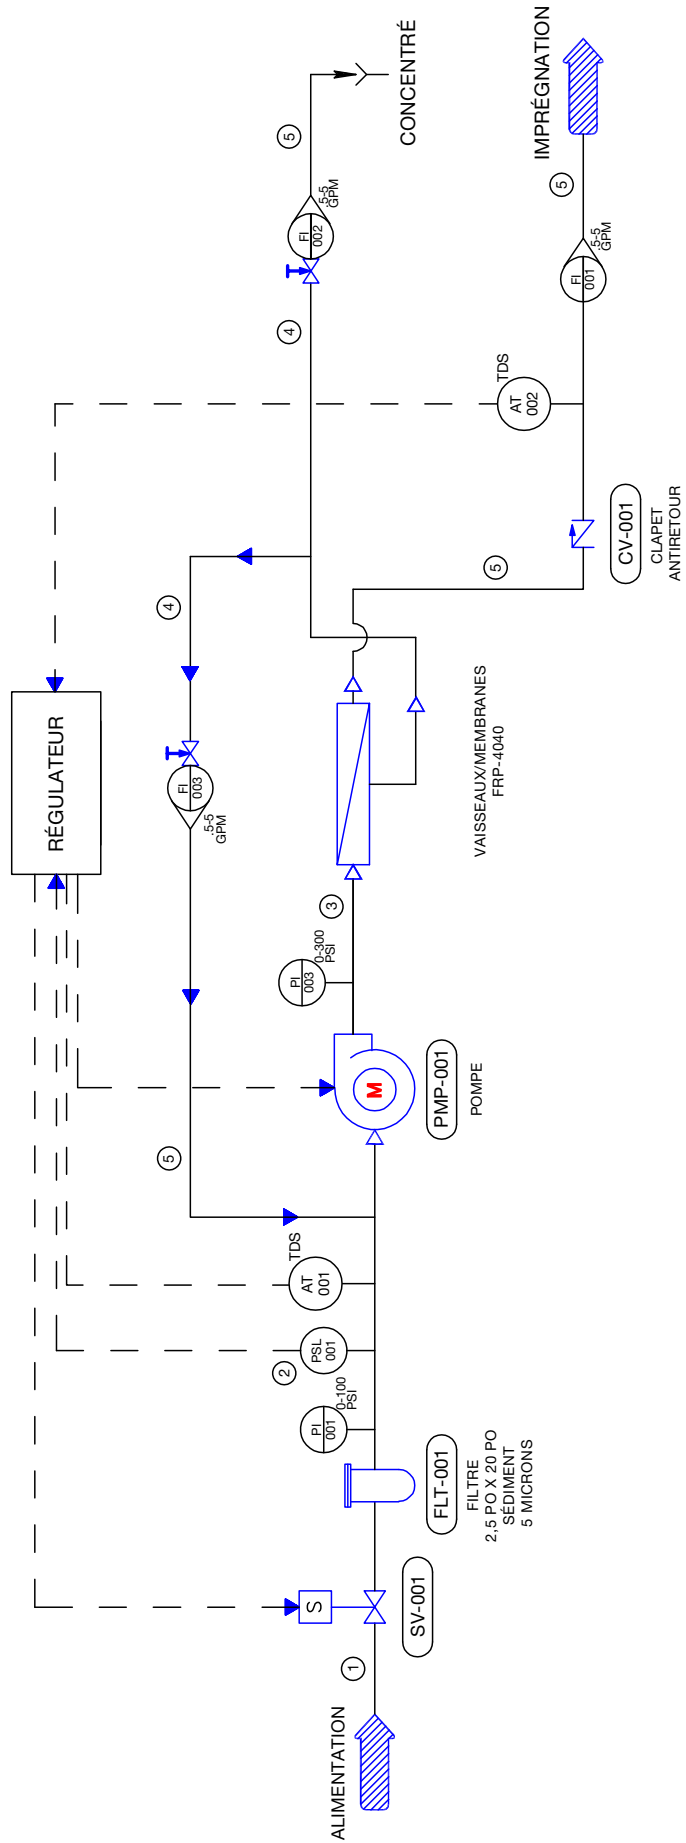 RÉGULATEUR
ALIMENTATION
1
S
SV-001
FLT-001
FILTRE
2,5 PO X 20 PO
SÉDIMENT
5 MICRONS
PI
001
0-100
PSI
2
PSL
001
AT
001
TDS
5
PMP-001
POMPE
M
PI
003
0-300
PSI
3
VAISSEAUX/MEMBRANES
FRP-4040
FI
003
.5-5
GPM
4
5
CV-001
CLAPET
ANTIRETOUR
AT
002
TDS
4
FI
002
.5-5
GPM
5
CONCENTRÉ
FI
001
.5-5
GPM
5
IMPRÉGNATION